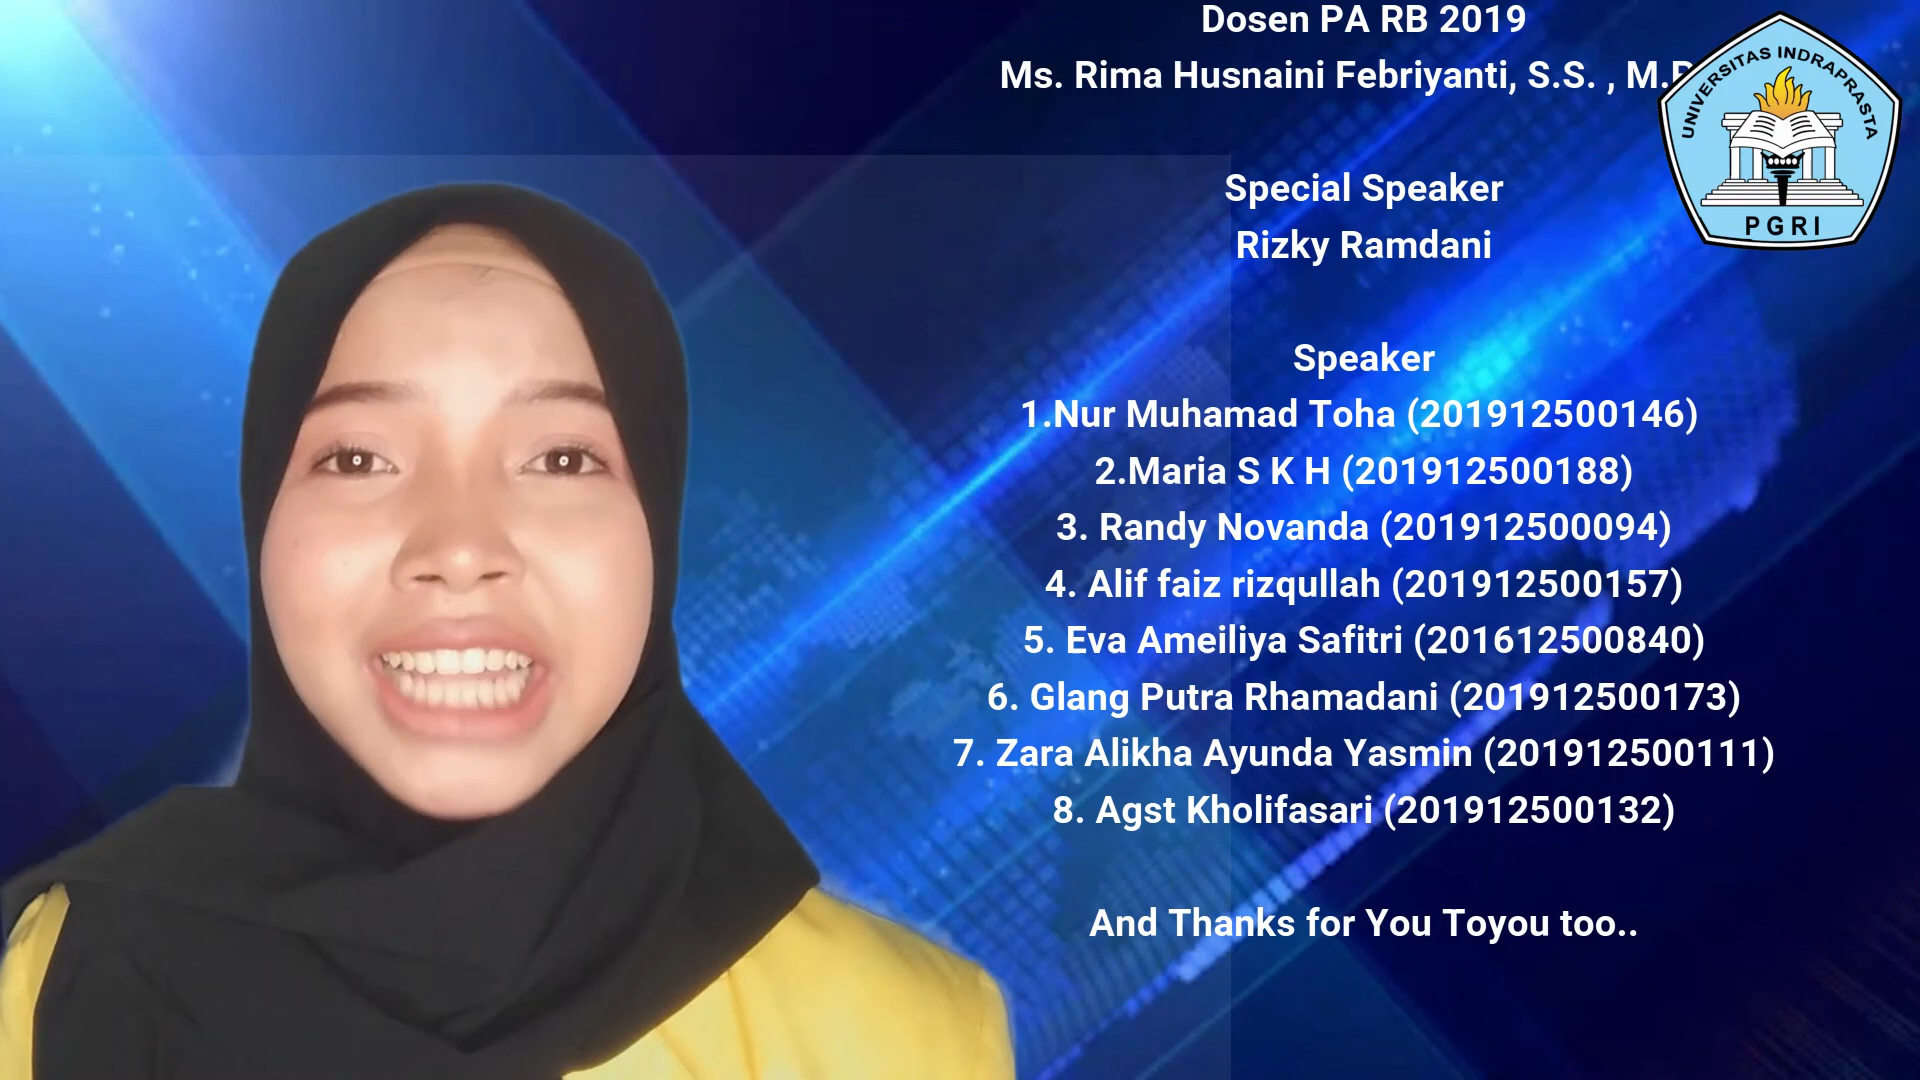 Dosen PA RB 2019
Ms. Rima Husnaini Febriyanti, S.S. , M.P
UNIVERSITAS INDRAPRASTA
PGRI
Special Speaker
Rizky Ramdani
Speaker
1.Nur Muhamad Toha (201912500146)
2.Maria S K H (201912500188)
3. Randy Novanda (201912500094)
4. Alif faiz rizqullah (201912500157)
5. Eva Ameiliya Safitri (201612500840)
6. Glang Putra Rhamadani (201912500173)
7. Zara Alikha Ayunda Yasmin (201912500111)
8. Agst Kholifasari (201912500132)
And Thanks for You Toyou too..